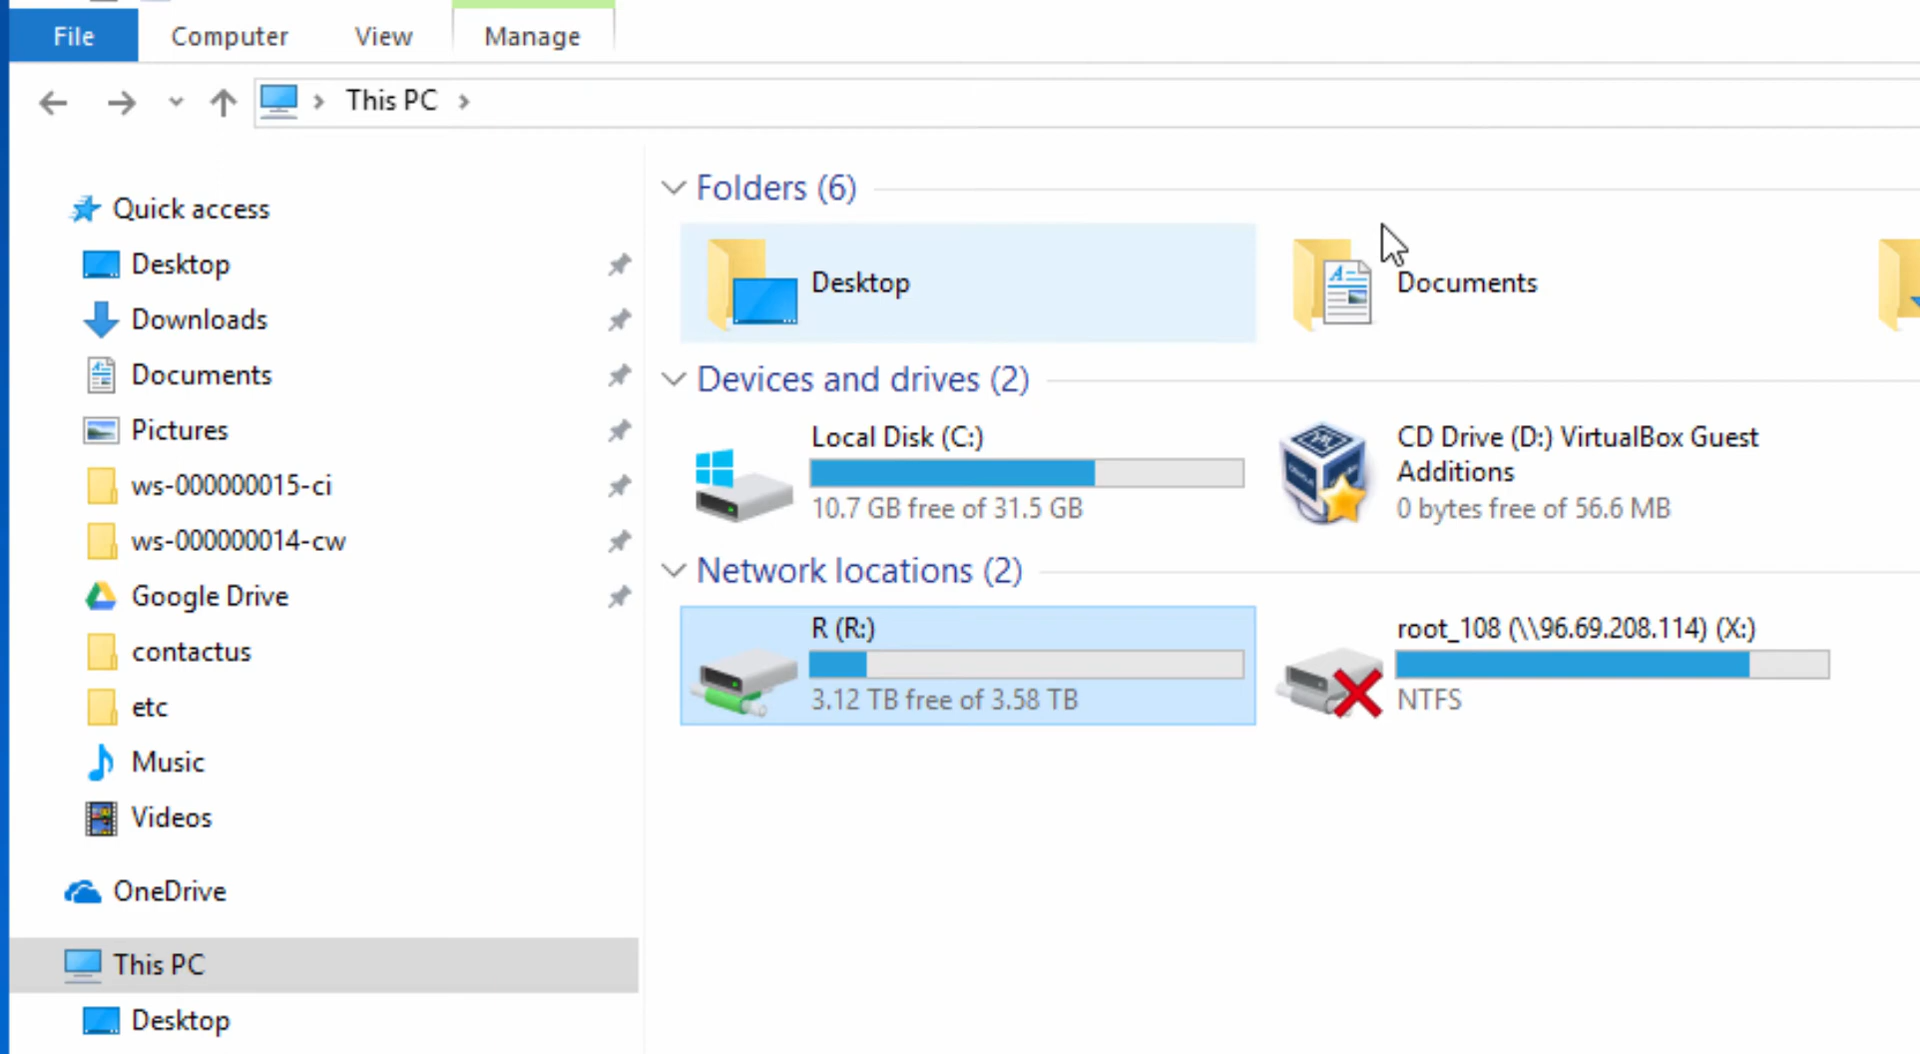 File
Computer
View
Manage
This PC
Quick access
Desktop
Downloads
Documents
Pictures
ws-000000015-ci
ws-000000014-cw
Google Drive
contactus
etc
Music
Videos
OneDrive
This PC
Desktop
Folders (6)
Desktop
Documents
Devices and drives (2)
Local Disk (C:)
10.7 GB free of 31.5 GB
CD Drive (D:) VirtualBox Guest
Additions
0 bytes free of 56.6 MB
Network locations (2)
R (R:)
3.12 TB free of 3.58 TB
root_108 (\\96.69.208.114) (X:)
NTFS